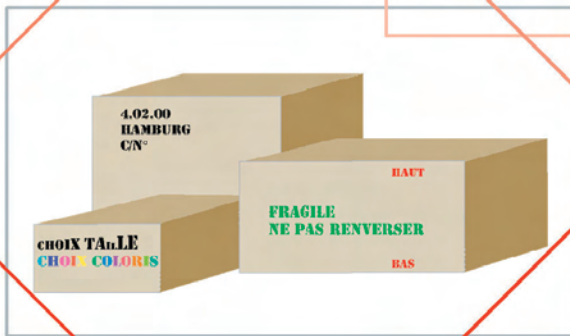 4.02.00
HAMBURG
C/N°
HAUT
FRAGILE
NE PAS RENVERSER
BAS
CHOIX TAILLE
CHOIX COLORIS